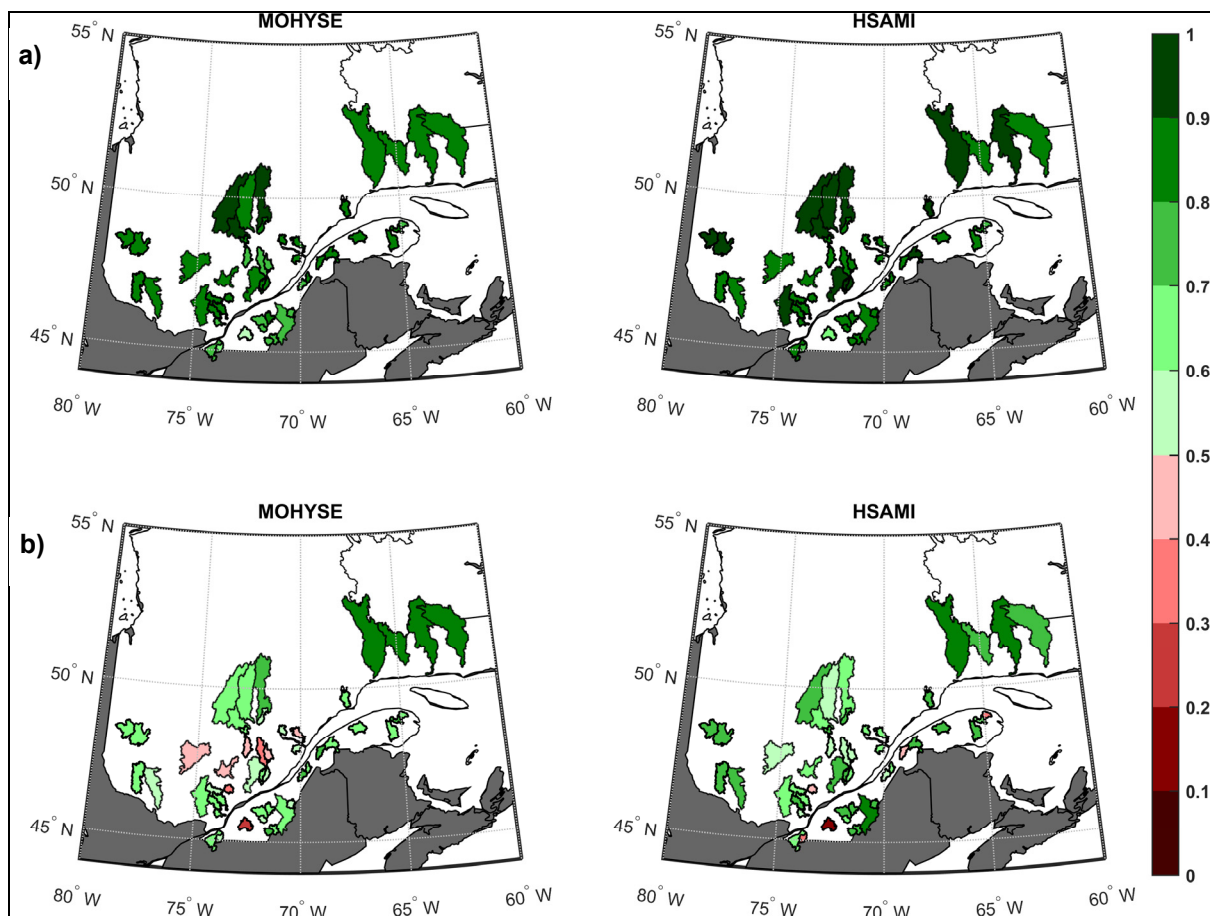 MOHYSE
HSAMI
a)
55° N
55° N
50° N
50° N
45° N
45° N
80° W
75° W
70° W
65° W
60° W
80° W
75° W
70° W
65° W
60° W
MOHYSE
HSAMI
b)
55° N
55° N
50° N
50° N
45° N
45° N
80° W
75° W
70° W
65° W
60° W
80° W
75° W
70° W
65° W
60° W
1
0.9
0.8
0.7
0.6
0.5
0.4
0.3
0.2
0.1
0